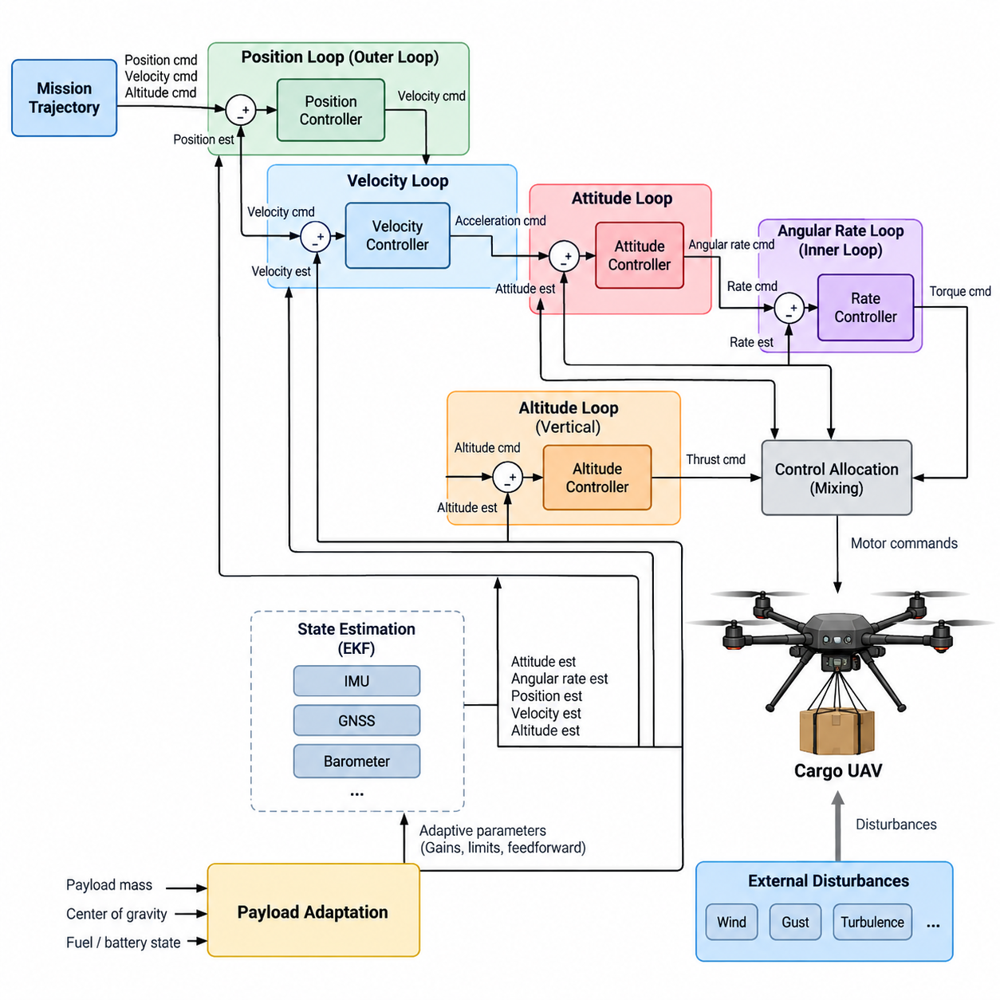 Mission
Trajectory
Position cmd
Velocity cmd
Altitude cmd
Position Loop (Outer Loop)
Position
Controller
Velocity cmd
Position est
−
+
Velocity Loop
Velocity cmd
Velocity
Controller
Acceleration cmd
Velocity est
−
+
Attitude Loop
Attitude
Controller
Angular rate cmd
Attitude est
−
+
Angular Rate Loop
(Inner Loop)
Rate cmd
Rate
Controller
Torque cmd
Rate est
−
+
Altitude Loop
(Vertical)
Altitude cmd
Altitude
Controller
Thrust cmd
Altitude est
−
+
Control Allocation
(Mixing)
Motor commands
State Estimation
(EKF)
IMU
GNSS
Barometer
...
Attitude est
Angular rate est
Position est
Velocity est
Altitude est
Cargo UAV
Disturbances
Adaptive parameters
(Gains, limits, feedforward)
Payload mass
Center of gravity
Fuel / battery state
Payload Adaptation
External Disturbances
Wind
Gust
Turbulence
...